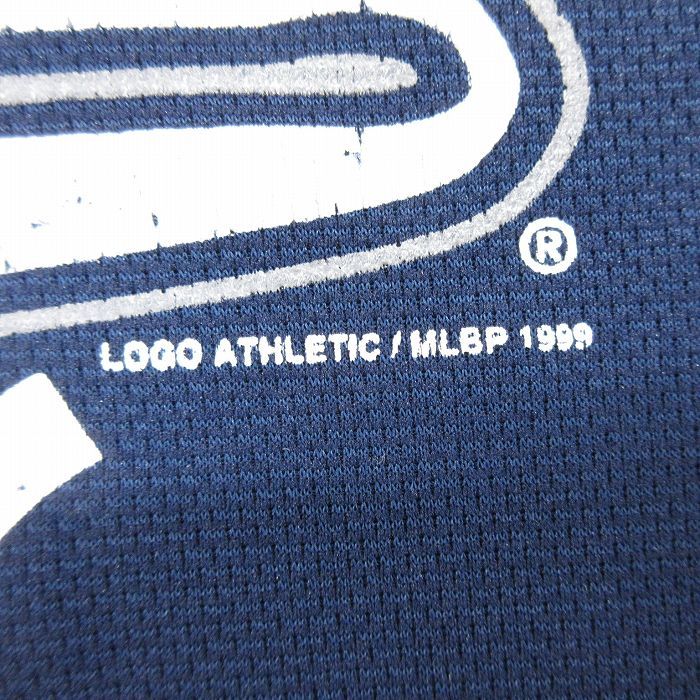 ®
LOGO ATHLETIC / MLBP 1999